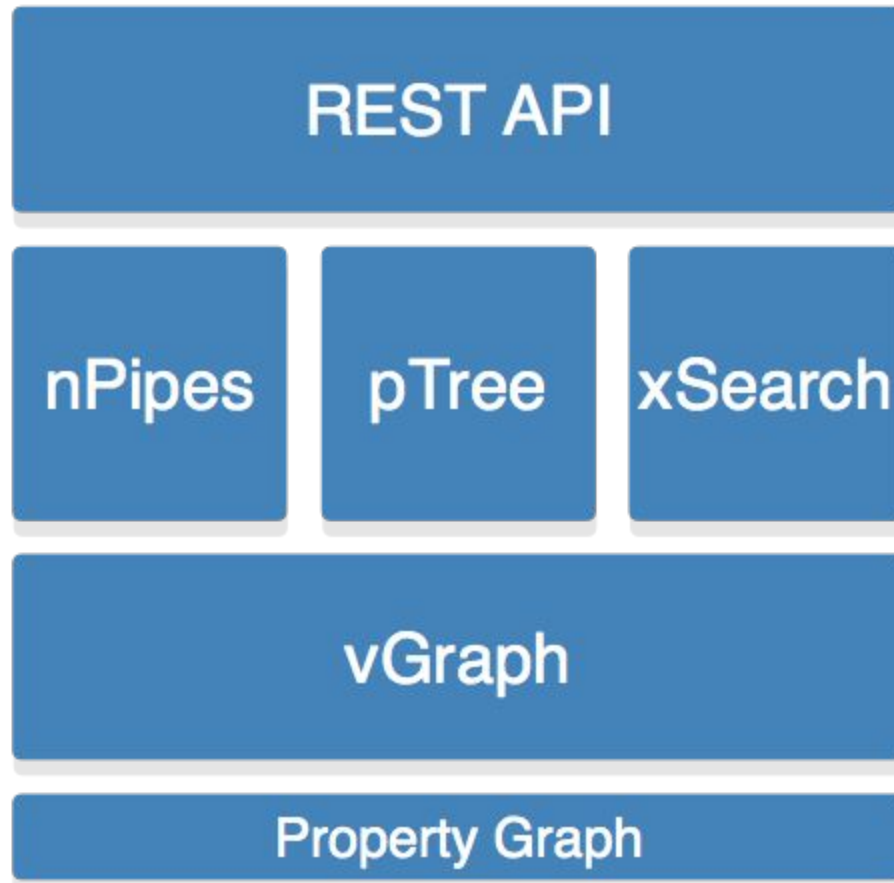 REST API
nPipes
pTree
xSearch
vGraph
Property Graph